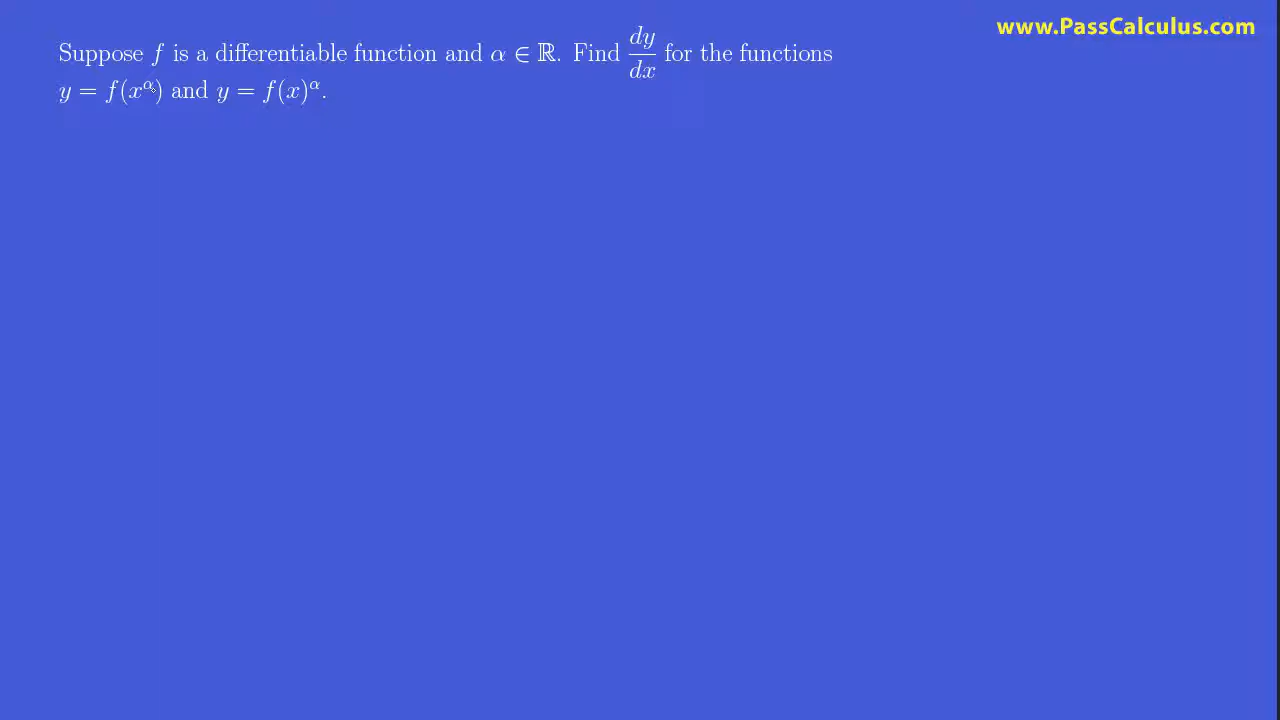 www.PassCalculus.com
Suppose f is a differentiable function and α ∈ ℝ. Find dy/dx for the functions
y = f(x^α) and y = f(x)^α.